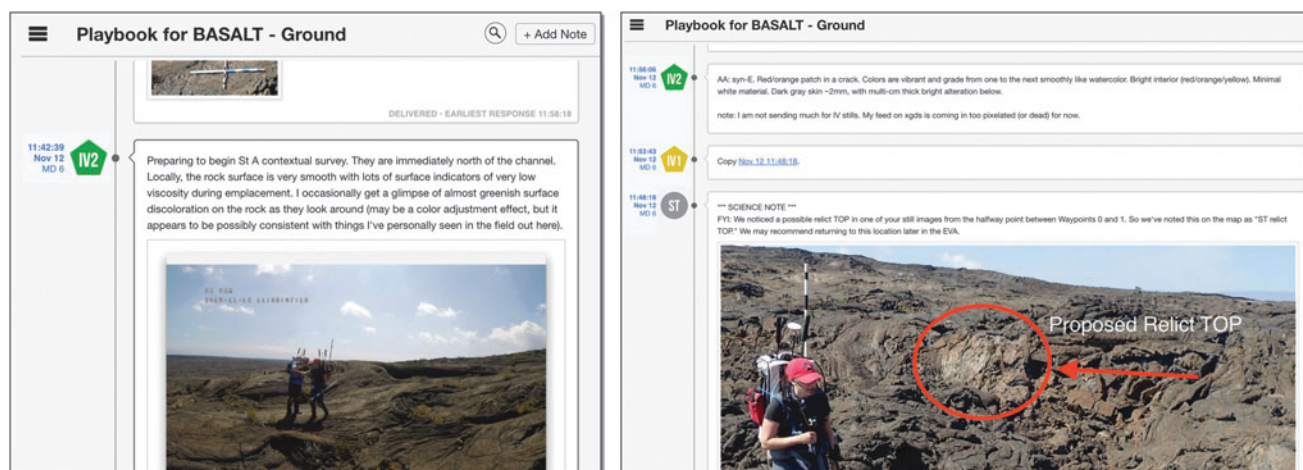 Playbook for BASALT - Ground
+ Add Note
DELIVERED - EARLIEST RESPONSE 11:58:18
11:42:39
Nov 12
MD 6
IV2
Preparing to begin St A contextual survey. They are immediately north of the channel.
Locally, the rock surface is very smooth with lots of surface indicators of very low
viscosity during emplacement. I occasionally get a glimpse of almost greenish surface
discoloration on the rock as they look around (may be a color adjustment effect, but it
appears to be possibly consistent with things I've personally seen in the field out here).
Playbook for BASALT - Ground
11:56:06
Nov 12
MD 6
IV2
AA: syn-E. Red/orange patch in a crack. Colors are vibrant and grade from one to the next smoothly like watercolor. Bright interior (red/orange/yellow). Minimal
white material. Dark gray skin ~2mm, with multi-cm thick bright alteration below.
note: I am not sending much for IV stills. My feed on xgds is coming in too pixelated (or dead) for now.
11:53:43
Nov 12
MD 6
IV1
Copy Nov 12 11:48:18.
11:48:18
Nov 12
MD 6
ST
*** SCIENCE NOTE ***
FYI: We noticed a possible relict TOP in one of your still images from the halfway point between Waypoints 0 and 1. So we've noted this on the map as "ST relict
TOP." We may recommend returning to this location later in the EVA.
Proposed Relict TOP